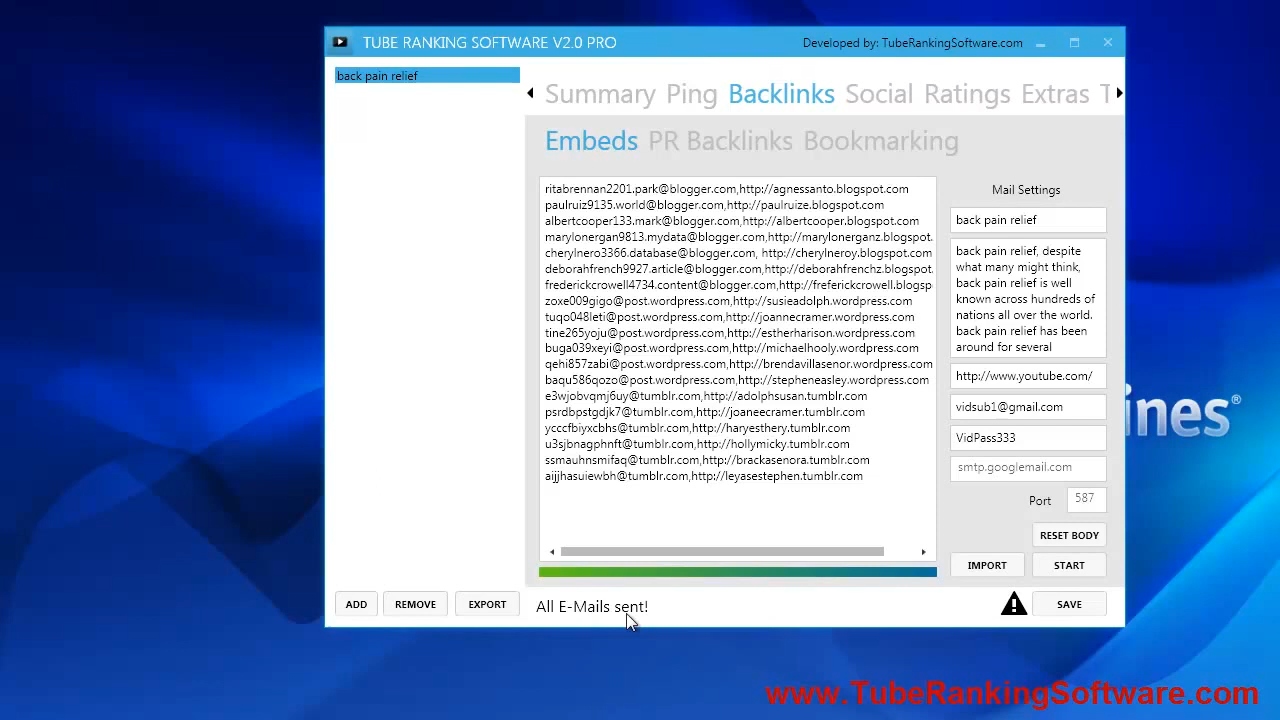 TUBE RANKING SOFTWARE V2.0 PRO
Developed by: TubeRankingSoftware.com
back pain relief
Summary Ping Backlinks Social Ratings Extras T
Embeds PR Backlinks Bookmarking
ritabrennan2201.park@blogger.com,http://agnessanto.blogspot.com
paulruiz9135.world@blogger.com,http://paulruize.blogspot.com
albertcooper133.mark@blogger.com,http://albertcooper.blogspot.com
marylonergan9813.mydata@blogger.com,http://marylonerganz.blogspot.
cherylnero3366.database@blogger.com, http://cherylneroy.blogspot.com
deborahfrench9927.article@blogger.com,http://deborahfrenchz.blogspot.
frederickcrowell4734.content@blogger.com,http://freferickcrowell.blogsp
zoxe009gigo@post.wordpress.com,http://susieadolph.wordpress.com
tuqo048leti@post.wordpress.com,http://joannecramer.wordpress.com
tine265yoju@post.wordpress.com,http://estherharison.wordpress.com
buga039xeyi@post.wordpress.com,http://michaelhooly.wordpress.com
qehi857zabi@post.wordpress.com,http://brendavillasenor.wordpress.com
baqu586qozo@post.wordpress.com,http://stepheneasley.wordpress.com
e3wjobvqmj6uy@tumblr.com,http://adolphsusan.tumblr.com
psrdbpstgdjk7@tumblr.com,http://joaneecramer.tumblr.com
ycccfbiyxcbhs@tumblr.com,http://haryesthery.tumblr.com
u3sjbnagphnft@tumblr.com,http://hollymicky.tumblr.com
ssmauhnsmifaq@tumblr.com,http://brackasenora.tumblr.com
aijjhasuiewbh@tumblr.com,http://leyasestephen.tumblr.com
Mail Settings
back pain relief
back pain relief, despite
what many might think,
back pain relief is well
known across hundreds of
nations all over the world.
back pain relief has been
around for several
http://www.youtube.com/
vidsub1@gmail.com
VidPass333
smtp.googlemail.com
Port 587
RESET BODY
IMPORT START
ADD REMOVE EXPORT
All E-Mails sent!
SAVE
ines®
www.TubeRankingSoftware.com